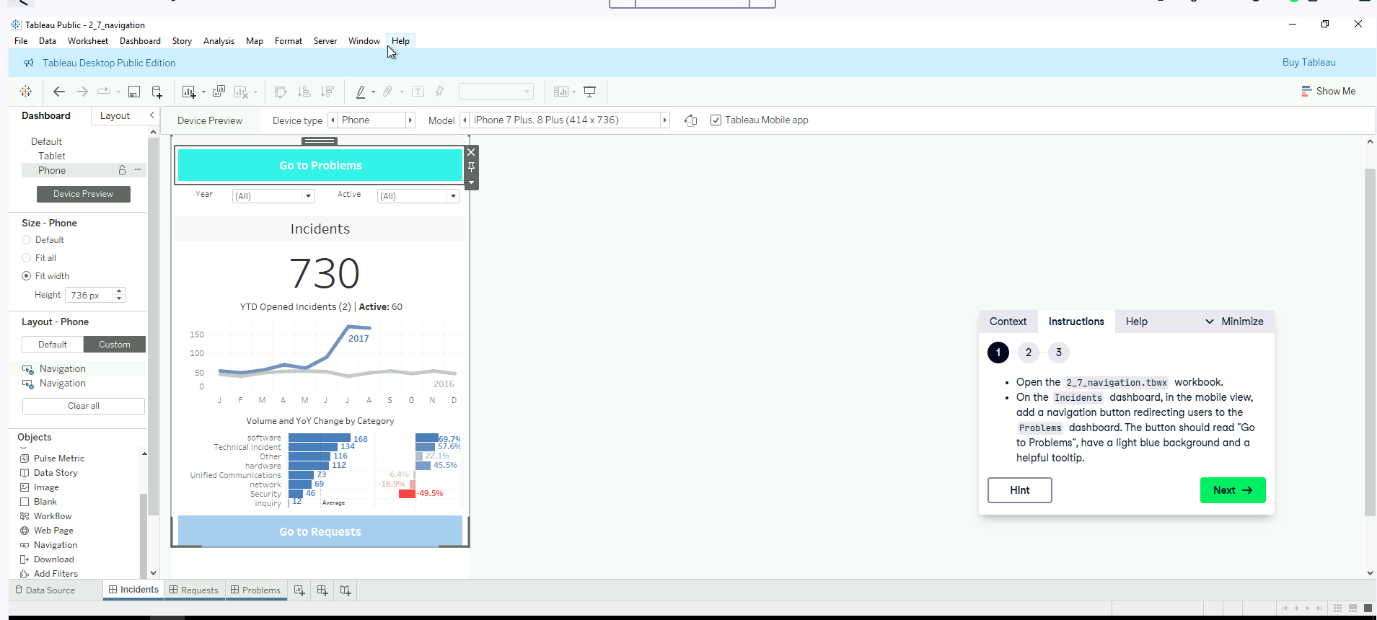 Tableau Public - 2_7_navigation
File Data Worksheet Dashboard Story Analysis Map Format Server Window Help
Tableau Desktop Public Edition Buy Tableau
Show Me
Dashboard Layout
Device Preview Device type Phone Model iPhone 7 Plus, 8 Plus (414 x 736) Tableau Mobile app
Default
Tablet
Phone
Device Preview
Size - Phone
Default
Fit all
Fit width
Height 736 px
Layout - Phone
Default Custom
Navigation
Navigation
Clear all
Objects
Pulse Metric
Data Story
Image
Blank
Workflow
Web Page
Navigation
Download
Add Filters
Go to Problems
Year (All) Active (All)
Incidents
730
YTD Opened Incidents (2) | Active: 60
150
100
50
0
2017
2016
J F M A M J J A S O N D
Volume and YoY Change by Category
software 168 69.7%
Technical Incident 134 57.6%
Other 116 22.1%
hardware 112 45.5%
Unified Communications 73 -6.4%
network 69 -16.9%
Security 46 -49.5%
inquiry 12 Average
Go to Requests
Context Instructions Help Minimize
1 2 3
• Open the 2_7_navigation.tbwx workbook.
• On the Incidents dashboard, in the mobile view,
add a navigation button redirecting users to the
Problems dashboard. The button should read "Go
to Problems", have a light blue background and a
helpful tooltip.
Hint Next →
Data Source Incidents Requests Problems